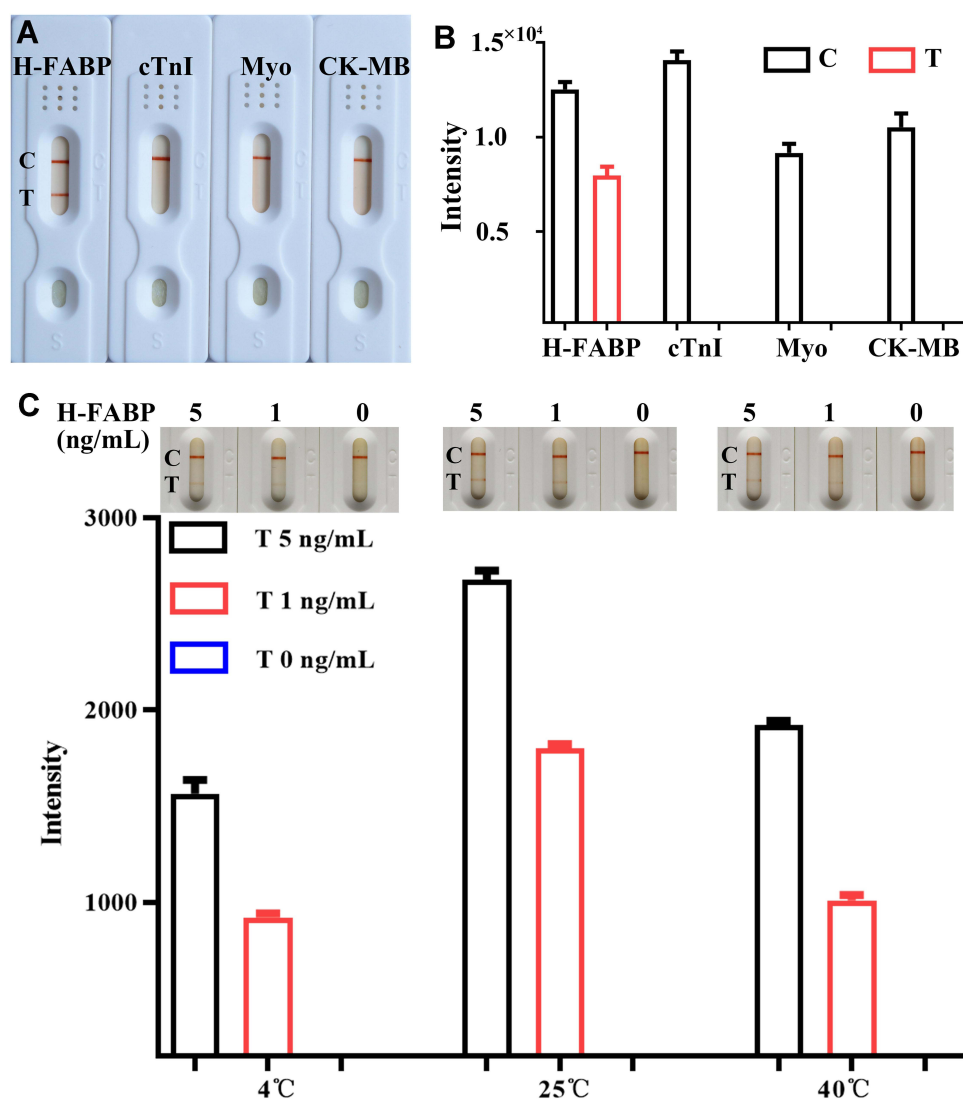 A
H-FABP cTnI Myo CK-MB
C
T
C T
C T
C T
C T
S S S S
B
1.5×10⁴
1.0
0.5
Intensity
C T
H-FABP cTnI Myo CK-MB
C
H-FABP 5 1 0 5 1 0 5 1 0
(ng/mL)
C C C
T T T
3000
2000
1000
Intensity
T 5 ng/mL
T 1 ng/mL
T 0 ng/mL
4℃ 25℃ 40℃